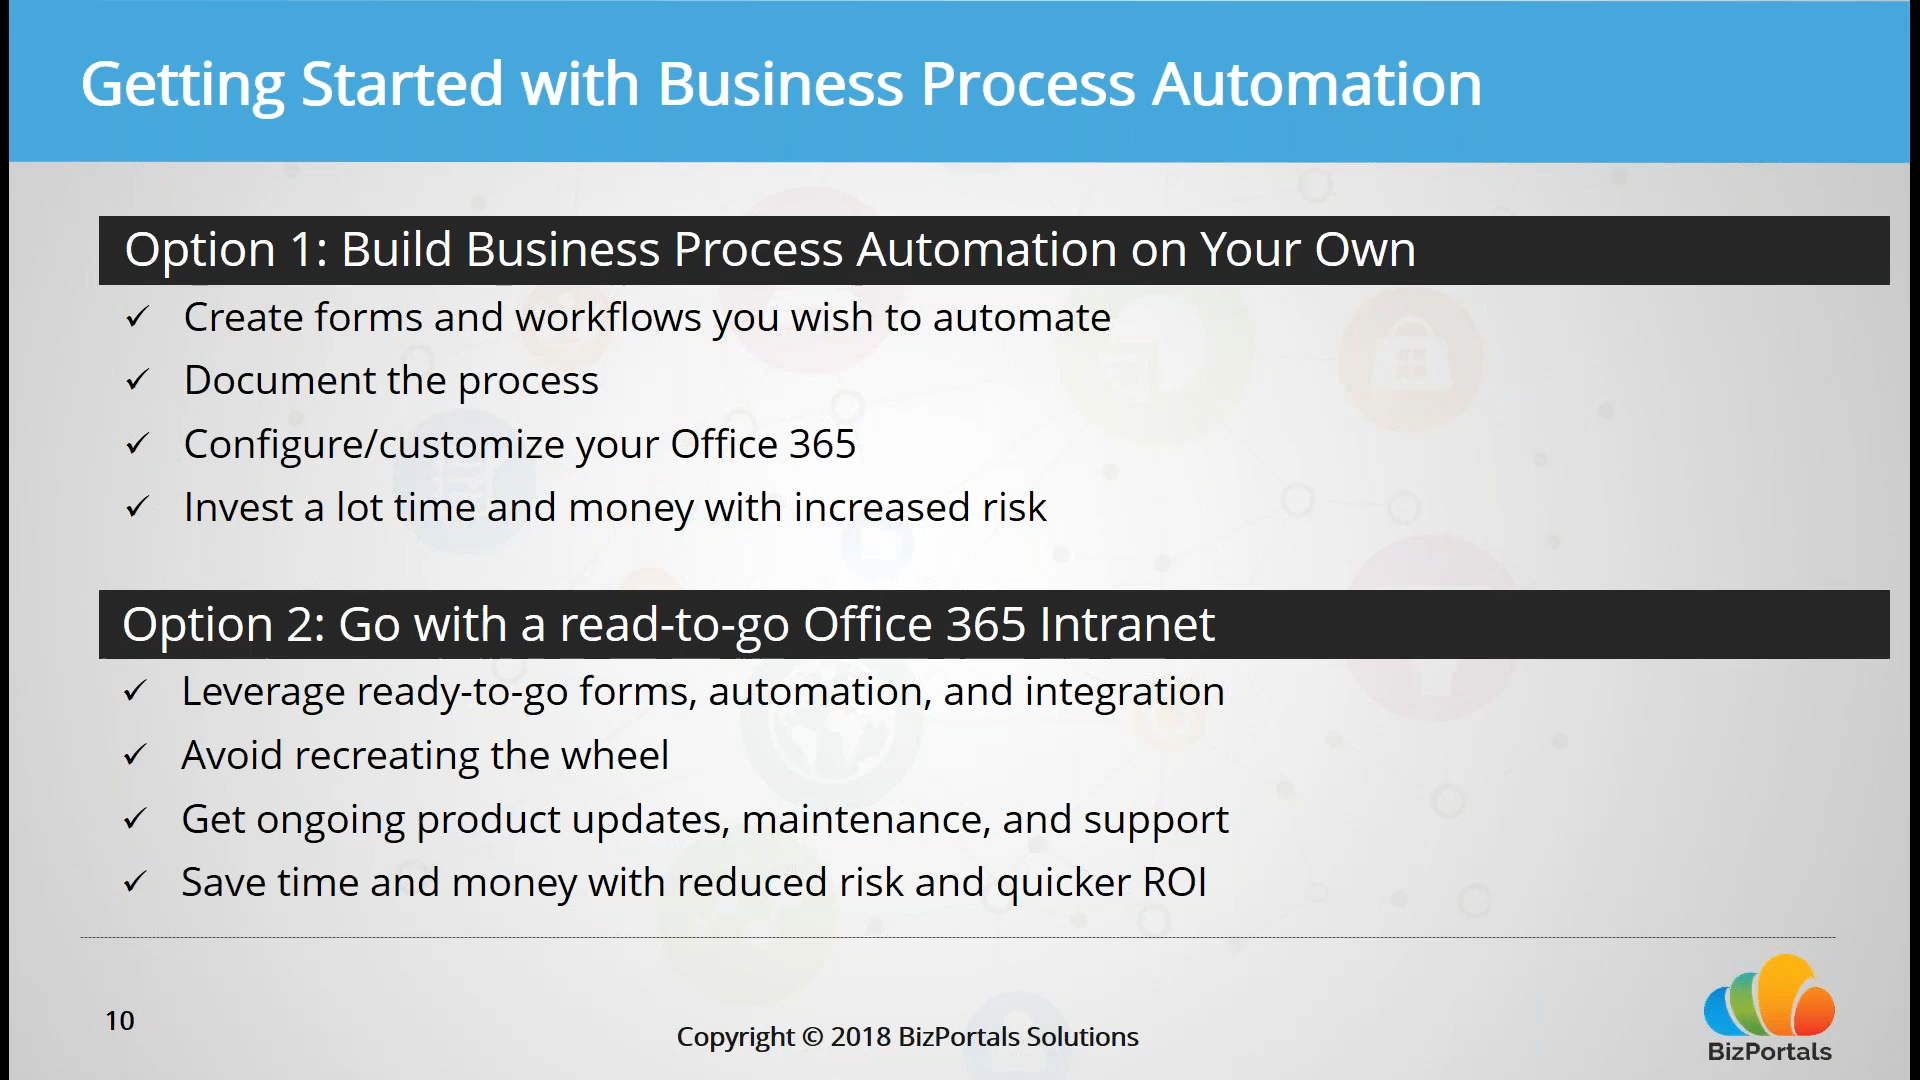 Getting Started with Business Process Automation
Option 1: Build Business Process Automation on Your Own
✓ Create forms and workflows you wish to automate
✓ Document the process
✓ Configure/customize your Office 365
✓ Invest a lot time and money with increased risk
Option 2: Go with a read-to-go Office 365 Intranet
✓ Leverage ready-to-go forms, automation, and integration
✓ Avoid recreating the wheel
✓ Get ongoing product updates, maintenance, and support
✓ Save time and money with reduced risk and quicker ROI
10
Copyright © 2018 BizPortals Solutions
BizPortals